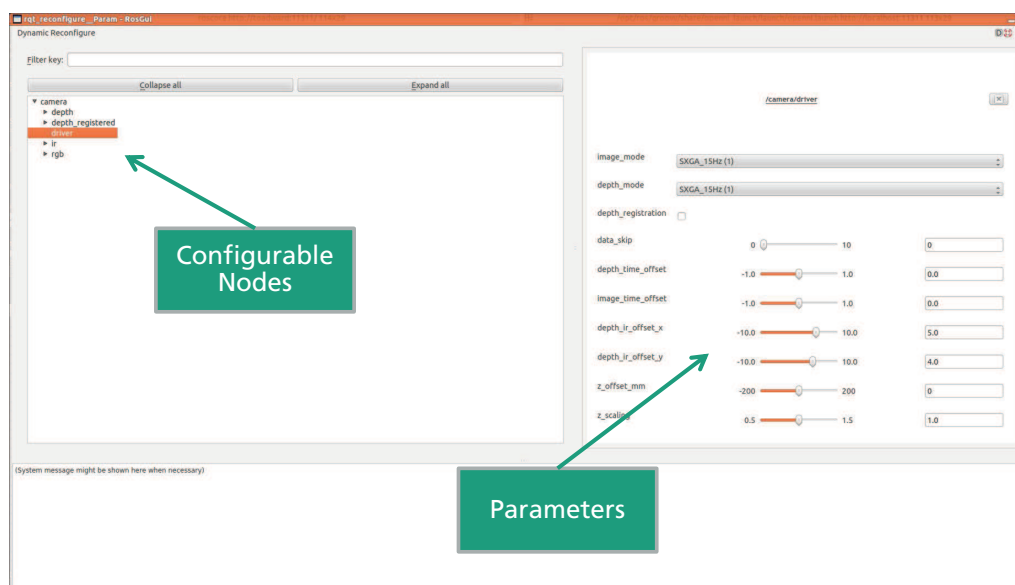 rqt_reconfigure__Param - RosGui
Dynamic Reconfigure
Filter key:
Collapse all
Expand all
camera
depth
depth_registered
driver
ir
rgb
Configurable
Nodes
/camera/driver
image_mode SXGA_15Hz (1)
depth_mode SXGA_15Hz (1)
depth_registration
data_skip 0 10 0
depth_time_offset -1.0 1.0 0.0
image_time_offset -1.0 1.0 0.0
depth_ir_offset_x -10.0 10.0 5.0
depth_ir_offset_y -10.0 10.0 4.0
z_offset_mm -200 200 0
z_scaling 0.5 1.5 1.0
(System message might be shown here when necessary)
Parameters